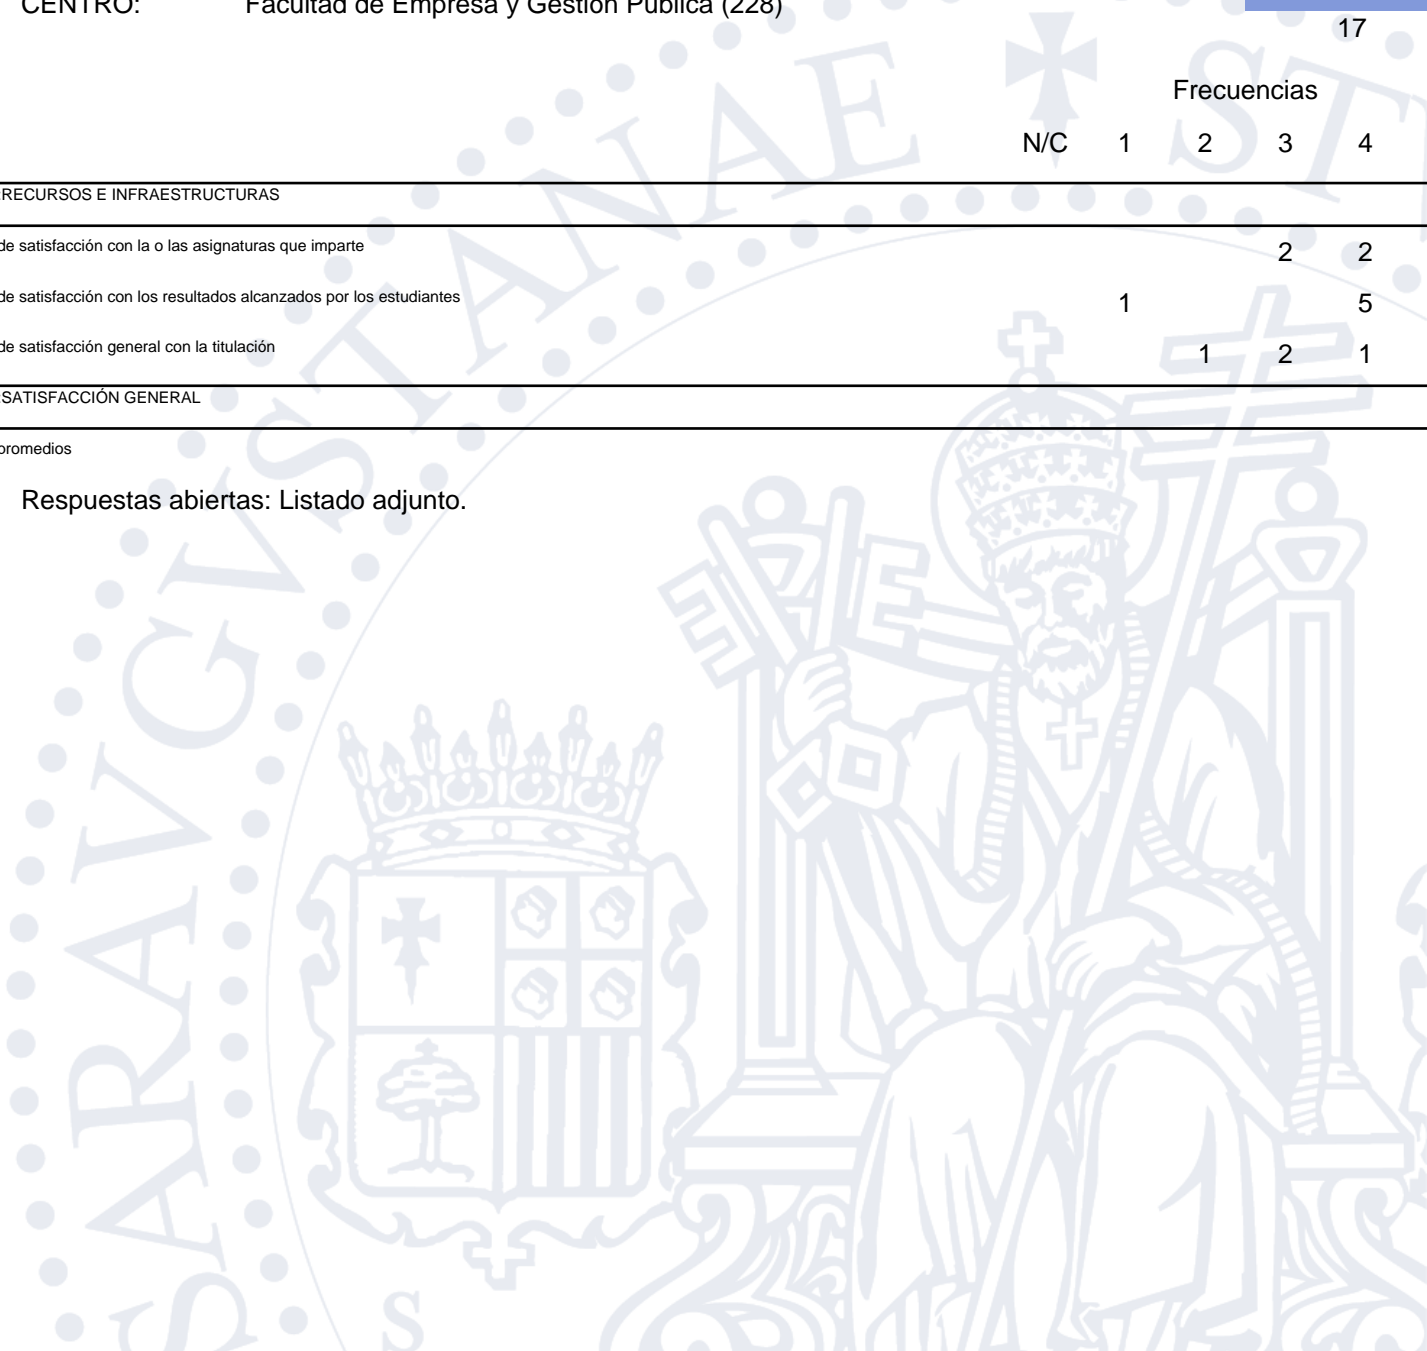 CENTRO: Facultad de Empresa y Gestión Pública (228)
17
Frecuencias
N/C 1 2 3 4
RECURSOS E INFRAESTRUCTURAS
de satisfacción con la o las asignaturas que imparte 2 2
de satisfacción con los resultados alcanzados por los estudiantes 1 5
de satisfacción general con la titulación 1 2 1
SATISFACCIÓN GENERAL
promedios
Respuestas abiertas: Listado adjunto.
SARAVGVSTANAE ST
S